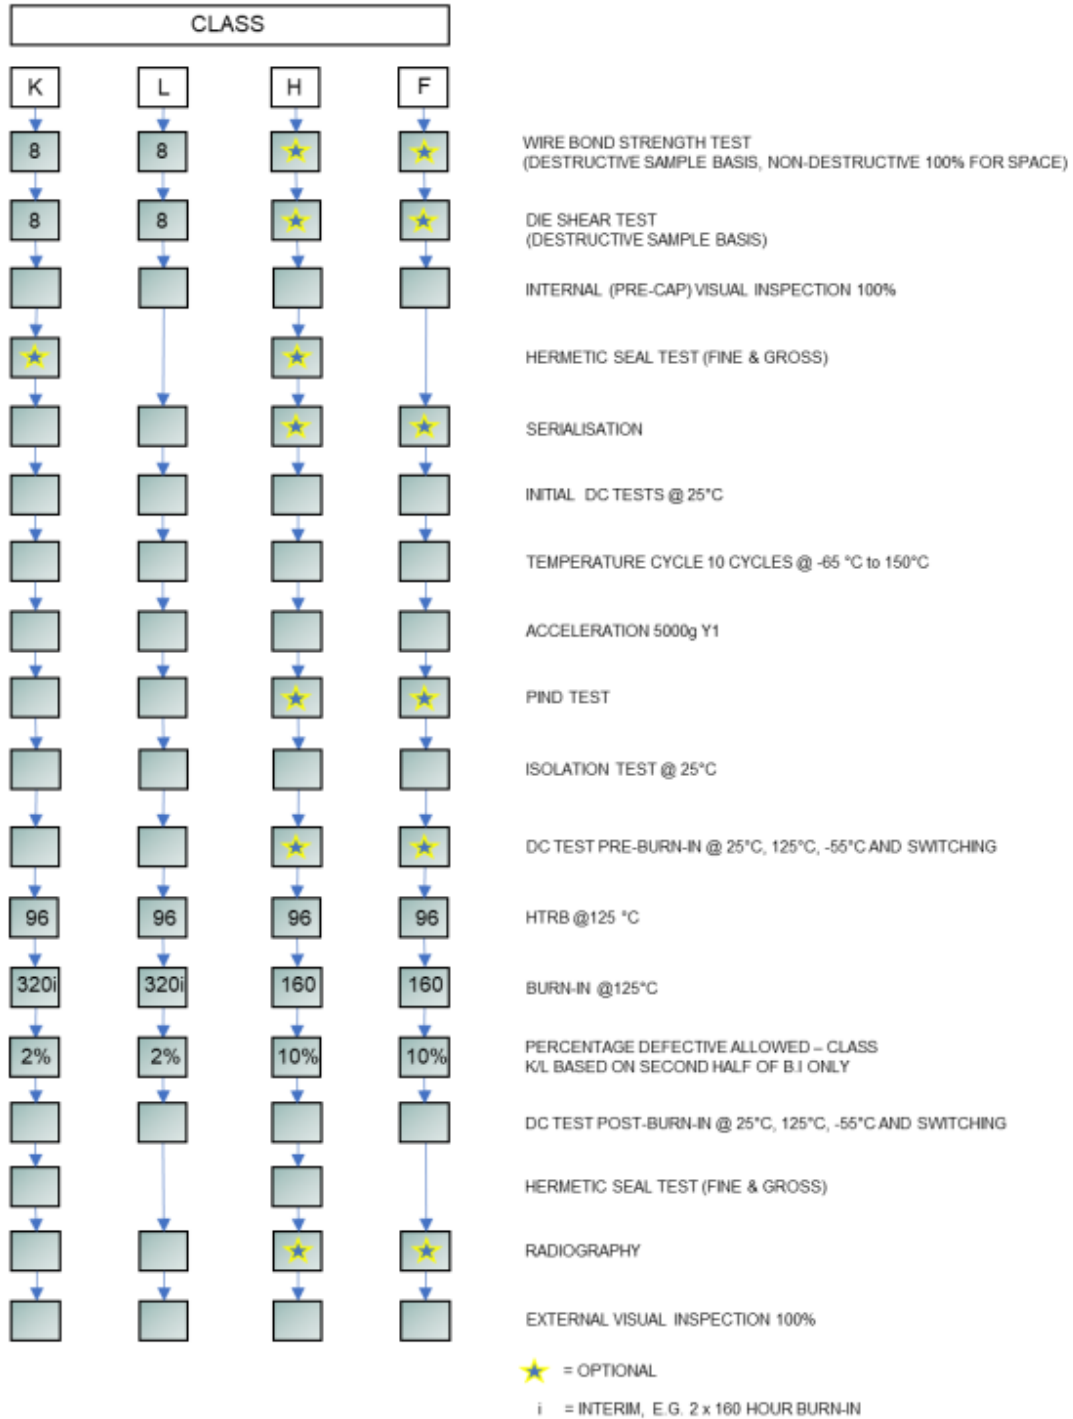 CLASS
K L H F
8 8 WIRE BOND STRENGTH TEST
(DESTRUCTIVE SAMPLE BASIS, NON-DESTRUCTIVE 100% FOR SPACE)
8 8 DIE SHEAR TEST
(DESTRUCTIVE SAMPLE BASIS)
INTERNAL (PRE-CAP) VISUAL INSPECTION 100%
HERMETIC SEAL TEST (FINE & GROSS)
SERIALISATION
INITIAL DC TESTS @ 25°C
TEMPERATURE CYCLE 10 CYCLES @ -65 °C to 150°C
ACCELERATION 5000g Y1
PIND TEST
ISOLATION TEST @ 25°C
DC TEST PRE-BURN-IN @ 25°C, 125°C, -55°C AND SWITCHING
96 96 96 96 HTRB @125 °C
320i 320i 160 160 BURN-IN @125°C
2% 2% 10% 10% PERCENTAGE DEFECTIVE ALLOWED – CLASS
K/L BASED ON SECOND HALF OF B.I ONLY
DC TEST POST-BURN-IN @ 25°C, 125°C, -55°C AND SWITCHING
HERMETIC SEAL TEST (FINE & GROSS)
RADIOGRAPHY
EXTERNAL VISUAL INSPECTION 100%
= OPTIONAL
i = INTERIM, E.G. 2 x 160 HOUR BURN-IN